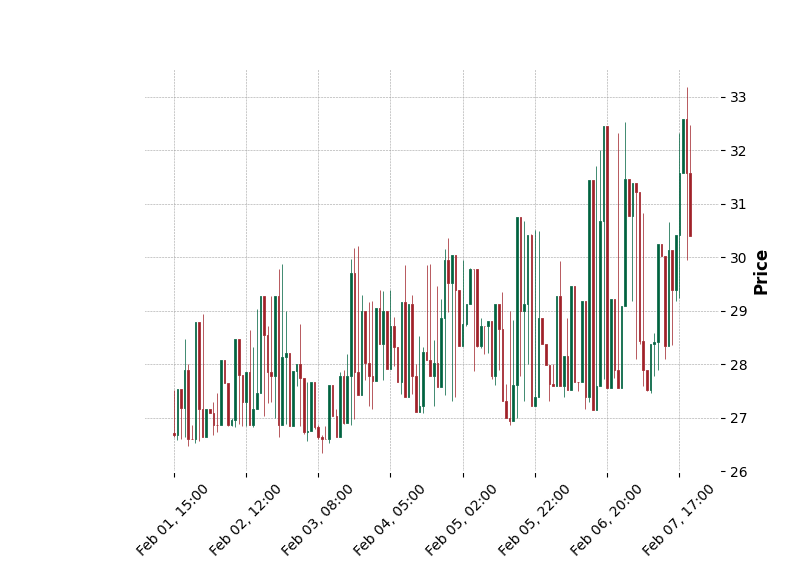 33
32
31
30
29
28
27
26
Price
Feb 01, 15:00
Feb 02, 12:00
Feb 03, 08:00
Feb 04, 05:00
Feb 05, 02:00
Feb 05, 22:00
Feb 06, 20:00
Feb 07, 17:00